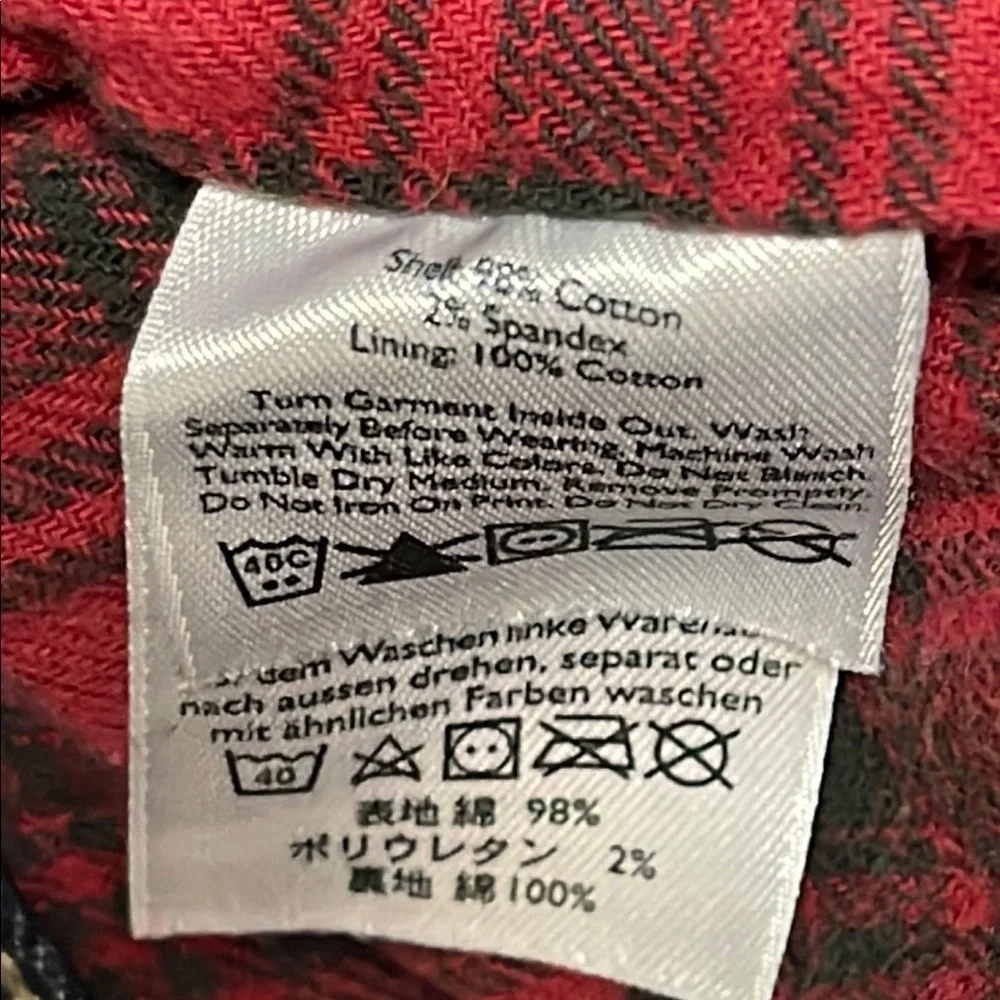 Shell: 98% Cotton
2% Spandex
Lining: 100% Cotton
Turn Garment Inside Out. Wash
Separately Before Wearing. Machine Wash
Warm With Like Colors. Do Not Bleach.
Tumble Dry Medium. Remove Promptly.
Do Not Iron On Print. Do Not Dry Clean.
40C
dem Waschen linke
nach aussen drehen, separat oder
mit ähnlichen Farben waschen
40
表地 綿 98%
ポリウレタン 2%
裏地 綿100%